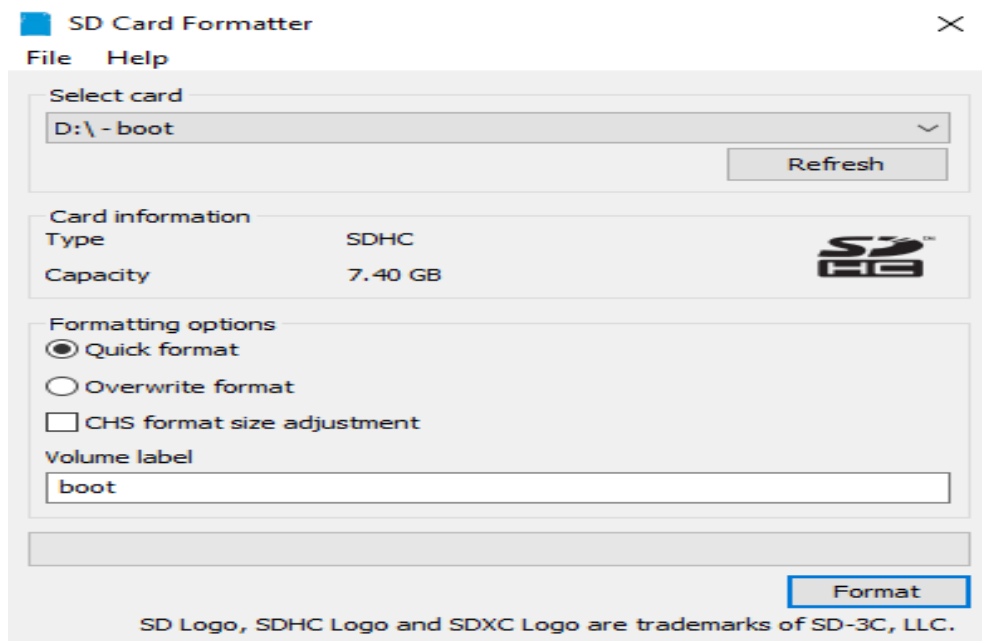 SD Card Formatter
File Help
Select card
D:\ - boot
Refresh
Card information
Type SDHC
Capacity 7.40 GB
SD HC
Formatting options
Quick format
Overwrite format
CHS format size adjustment
Volume label
boot
Format
SD Logo, SDHC Logo and SDXC Logo are trademarks of SD-3C, LLC.